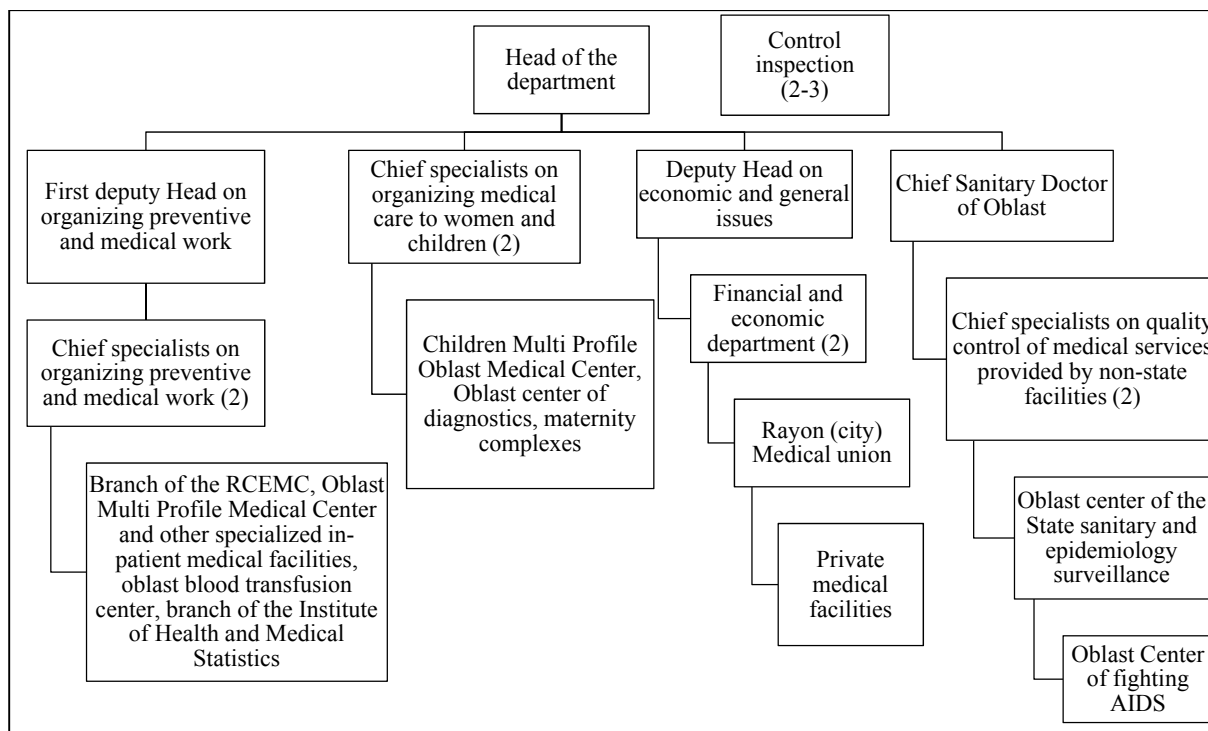 Head of the
department
Control
inspection
(2-3)
First deputy Head on
organizing preventive
and medical work
Chief specialists on
organizing medical
care to women and
children (2)
Deputy Head on
economic and general
issues
Chief Sanitary Doctor
of Oblast
Chief specialists on
organizing preventive
and medical work (2)
Children Multi Profile
Oblast Medical Center,
Oblast center of
diagnostics, maternity
complexes
Financial and
economic
department (2)
Chief specialists on quality
control of medical services
provided by non-state
facilities (2)
Branch of the RCEMC, Oblast
Multi Profile Medical Center
and other specialized in-
patient medical facilities,
oblast blood transfusion
center, branch of the Institute
of Health and Medical
Statistics
Rayon (city)
Medical union
Oblast center of the
State sanitary and
epidemiology
surveillance
Private
medical
facilities
Oblast Center
of fighting
AIDS